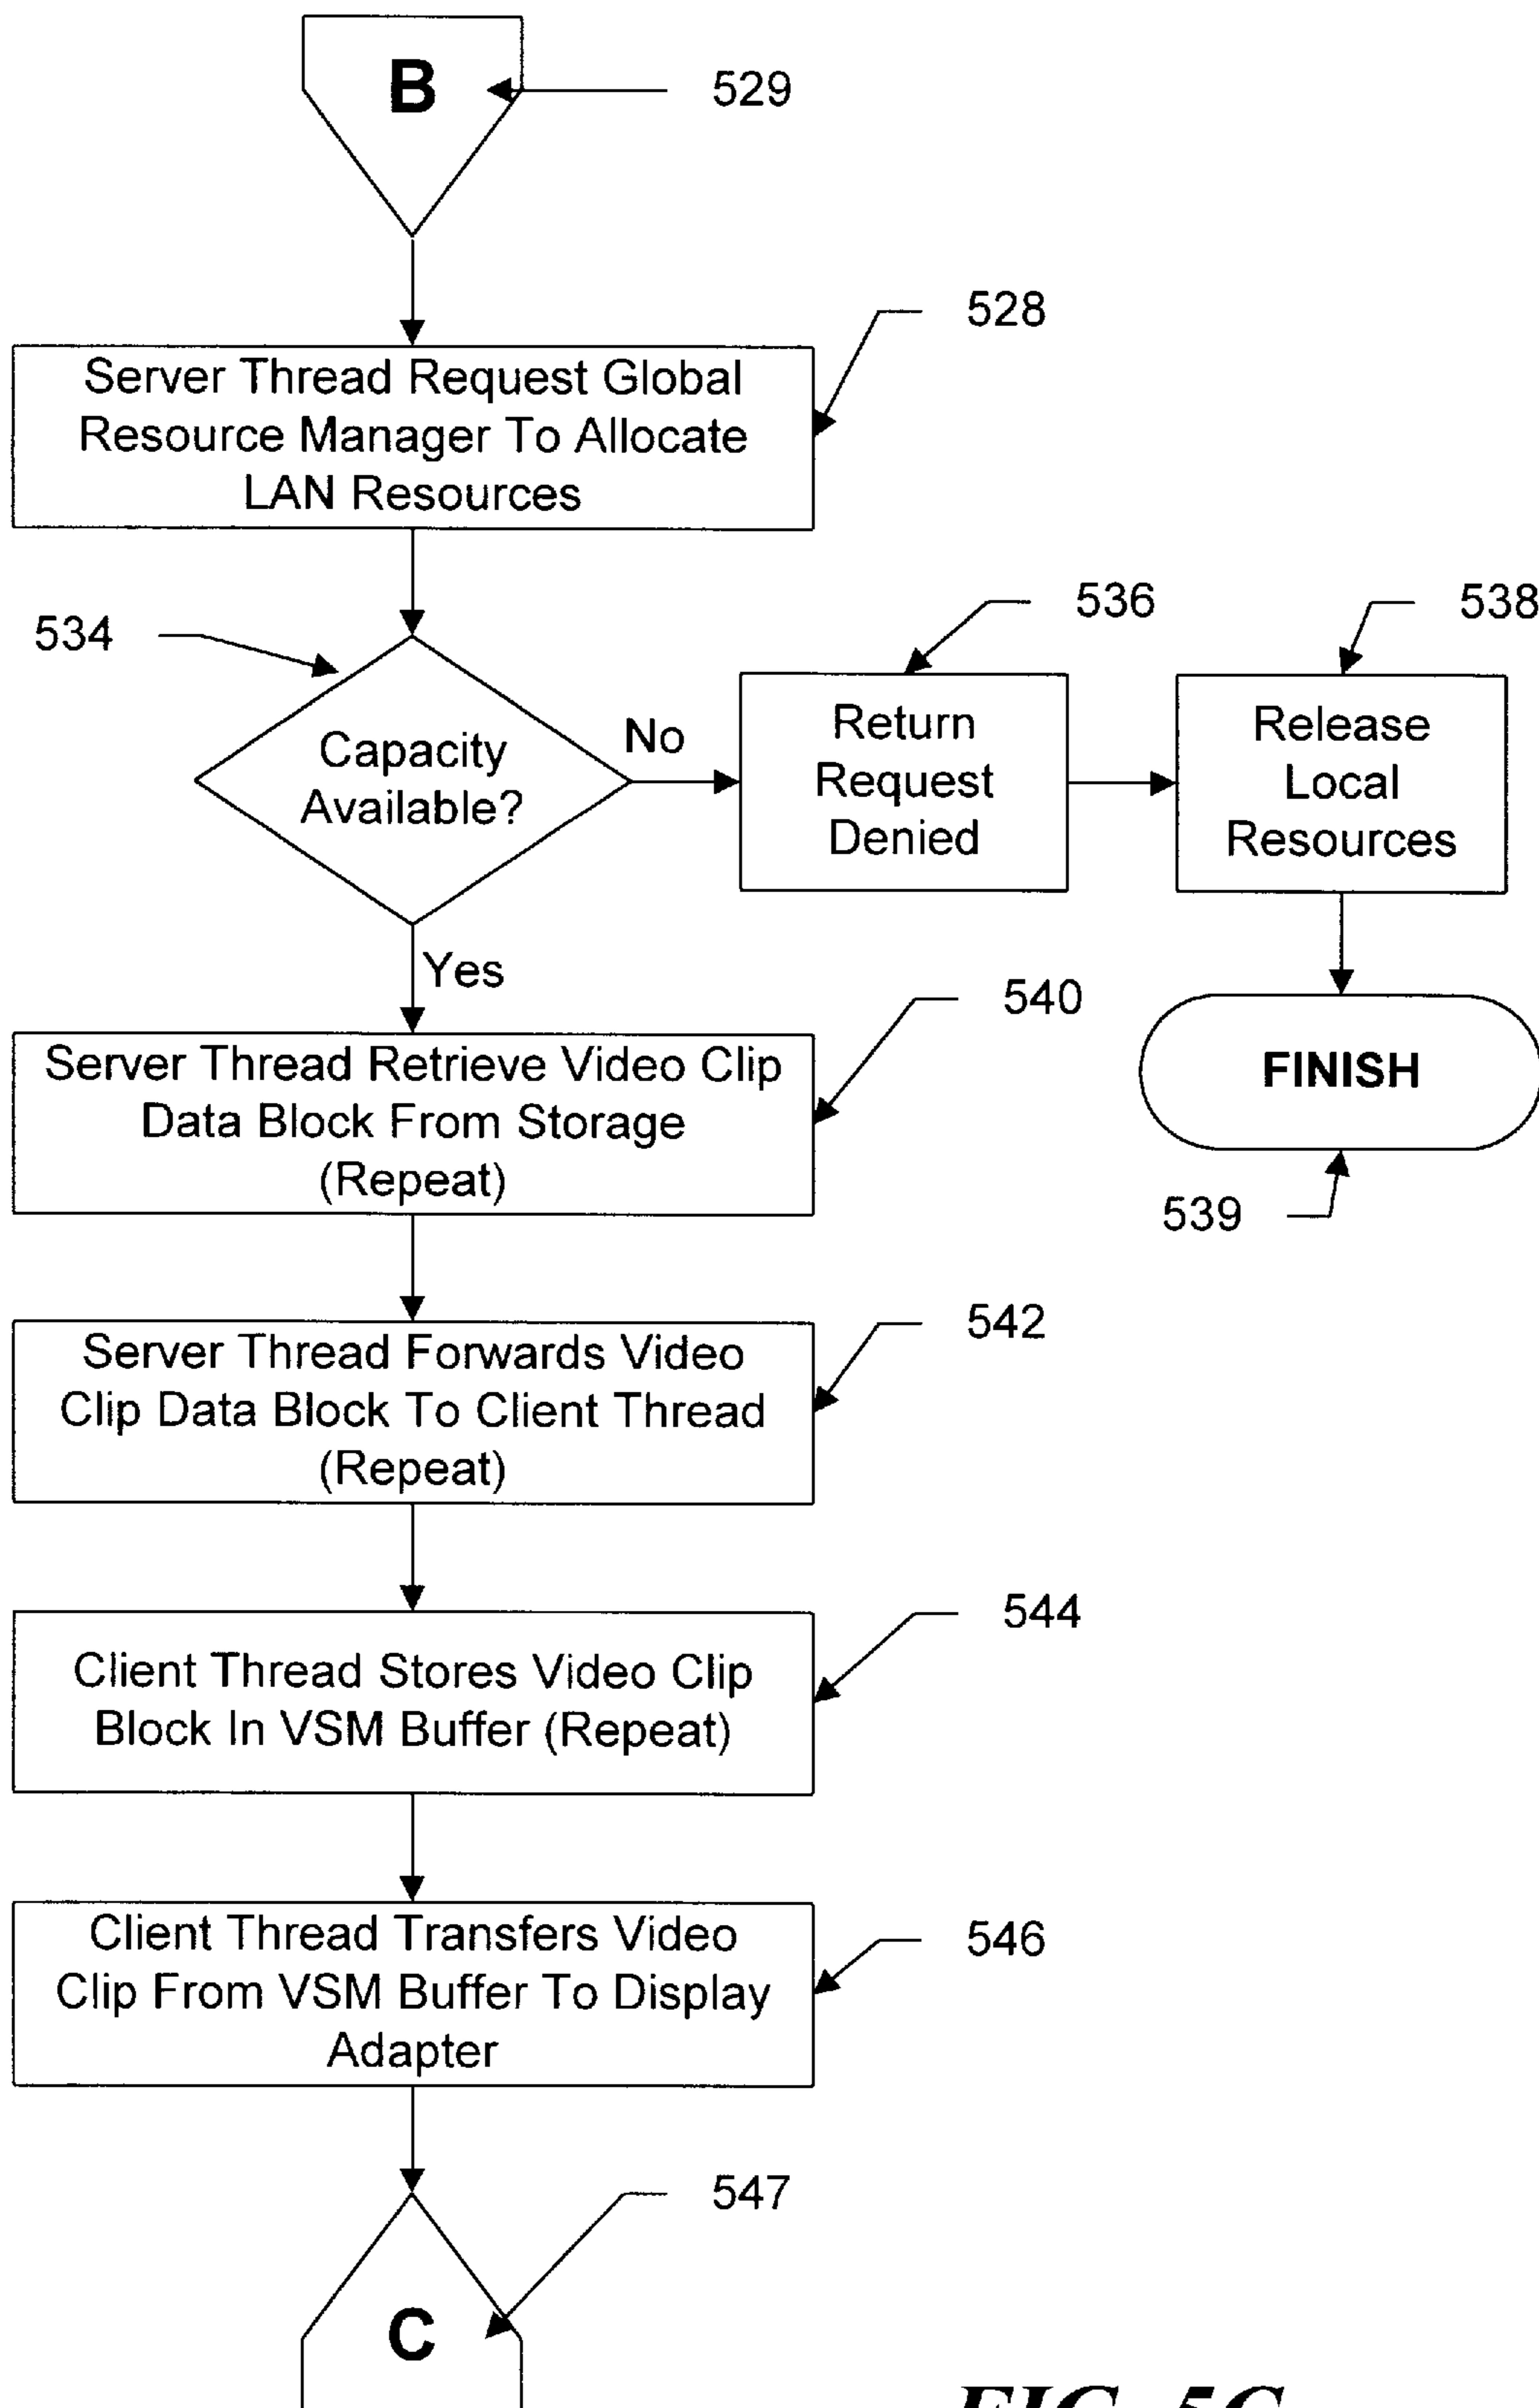 B
529
528
Server Thread Request Global
Resource Manager To Allocate
LAN Resources
536
538
534
Capacity
Available?
No
Return
Request
Denied
Release
Local
Resources
Yes
540
Server Thread Retrieve Video Clip
Data Block From Storage
(Repeat)
FINISH
539
542
Server Thread Forwards Video
Clip Data Block To Client Thread
(Repeat)
544
Client Thread Stores Video Clip
Block In VSM Buffer (Repeat)
546
Client Thread Transfers Video
Clip From VSM Buffer To Display
Adapter
547
C
FIG. 5C